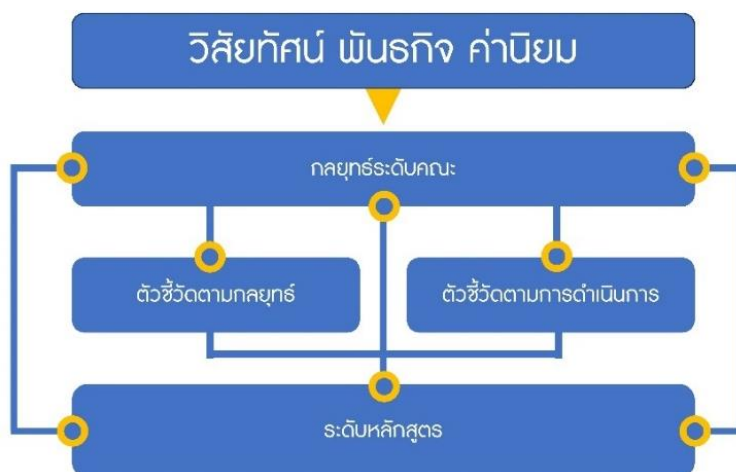 วิสัยทัศน์ พันธกิจ ค่านิยม
กลยุทธ์ระดับคณะ
ตัวชี้วัดตามกลยุทธ์
ตัวชี้วัดตามการดำเนินการ
ระดับหลักสูตร